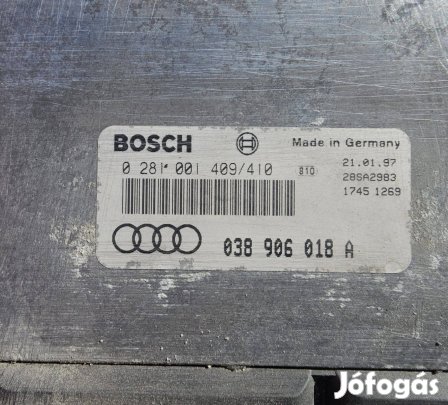 BOSCH
Made in Germany
0 281 001 409/410
810
21.01.97
28SA2983
1745 1269
038 906 018 A
Jófogás